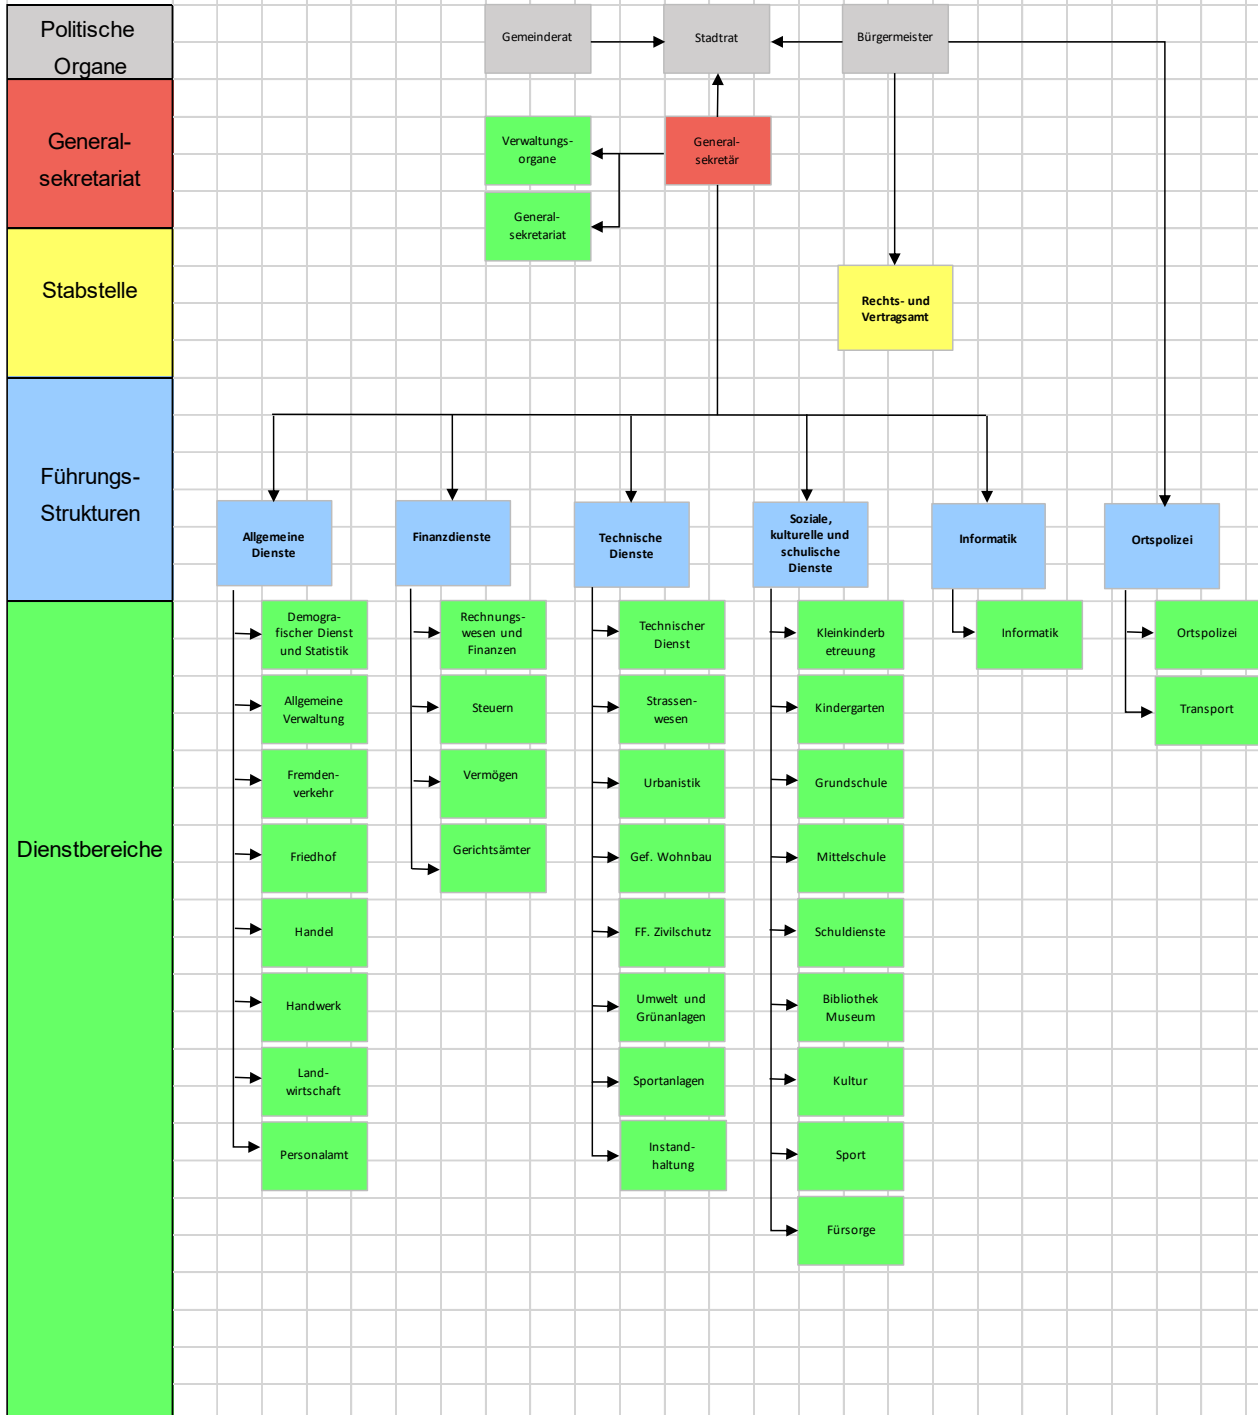 Politische
Organe
Gemeinderat
Stadtrat
Bürgermeister
General-
sekretariat
Verwaltungs-
organe
General-
sekretär
General-
sekretariat
Stabstelle
Rechts- und
Vertragsamt
Führungs-
Strukturen
Allgemeine
Dienste
Finanzdienste
Technische
Dienste
Soziale,
kulturelle und
schulische
Dienste
Informatik
Ortspolizei
Dienstbereiche
Demogra-
fischer Dienst
und Statistik
Allgemeine
Verwaltung
Fremden-
verkehr
Friedhof
Handel
Handwerk
Land-
wirtschaft
Personalamt
Rechnungs-
wesen und
Finanzen
Steuern
Vermögen
Gerichtsämter
Technischer
Dienst
Strassen-
wesen
Urbanistik
Gef. Wohnbau
FF. Zivilschutz
Umwelt und
Grünanlagen
Sportanlagen
Instand-
haltung
Kleinkinderb
etreuung
Kindergarten
Grundschule
Mittelschule
Schuldienste
Bibliothek
Museum
Kultur
Sport
Fürsorge
Informatik
Ortspolizei
Transport